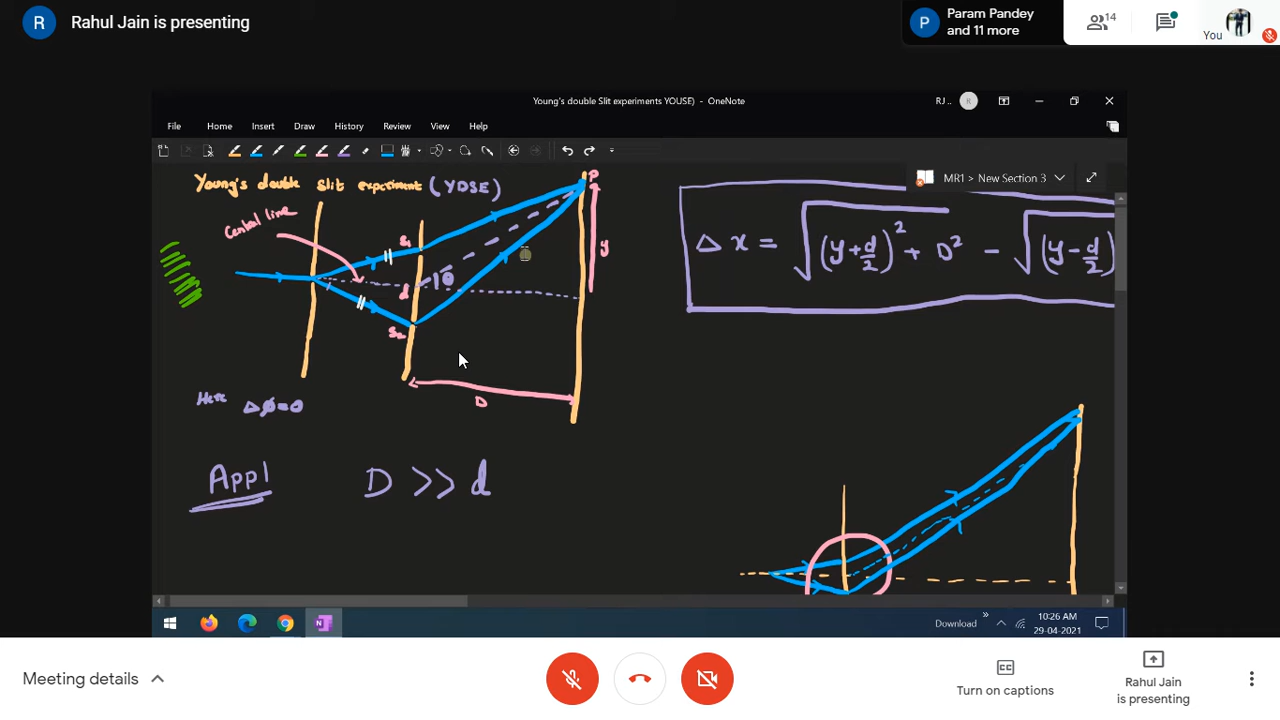 R Rahul Jain is presenting
P Param Pandey
and 11 more
14
You
Young's double Slit experiments YOUSE) - OneNote
RJ ..
File Home Insert Draw History Review View Help
MR1 > New Section 3
Young's double slit experiment (YDSE)
P
Central line
S₁
y
d
θ
S₂
D
Here Δφ=0
Appl D >> d
Δx = √(y+d/2)² + D² - √(y-d/2)
Download
10:26 AM
29-04-2021
Meeting details
Turn on captions
Rahul Jain
is presenting